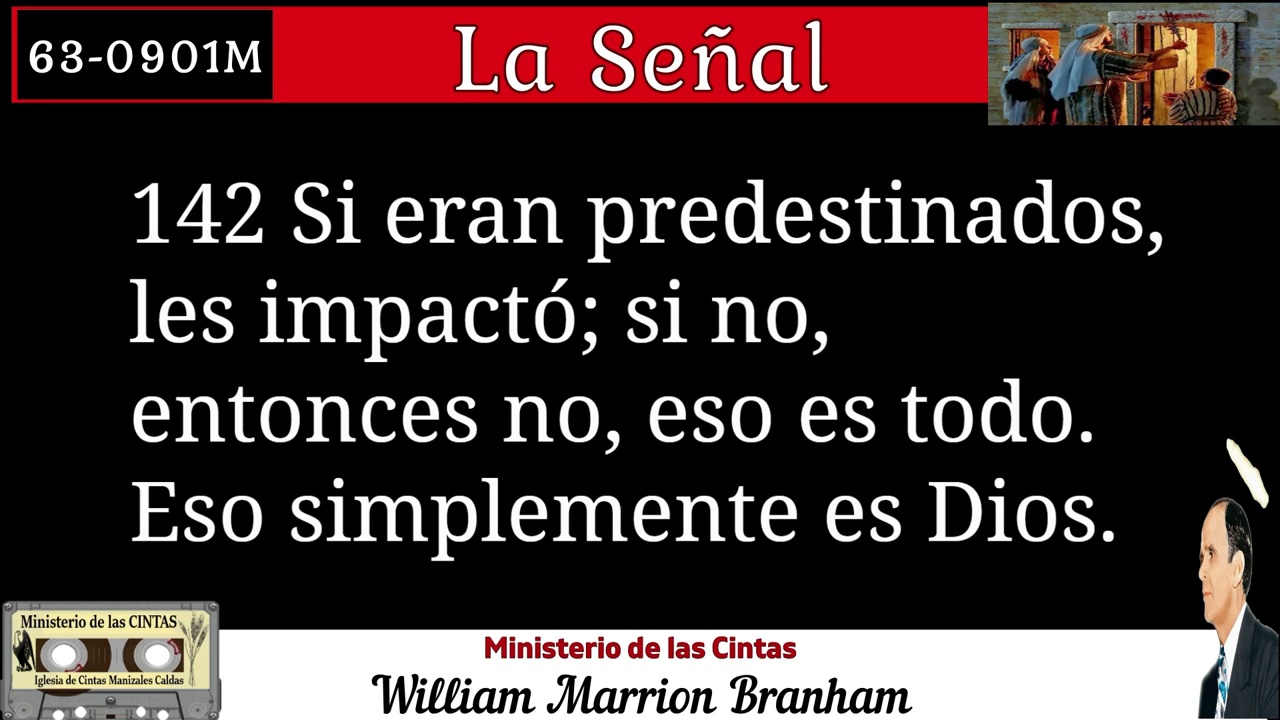 63-0901M
La Señal
142 Si eran predestinados,
les impactó; si no,
entonces no, eso es todo.
Eso simplemente es Dios.
Ministerio de las CINTAS
Iglesia de Cintas Manizales Caldas
Ministerio de las Cintas
William Marrion Branham